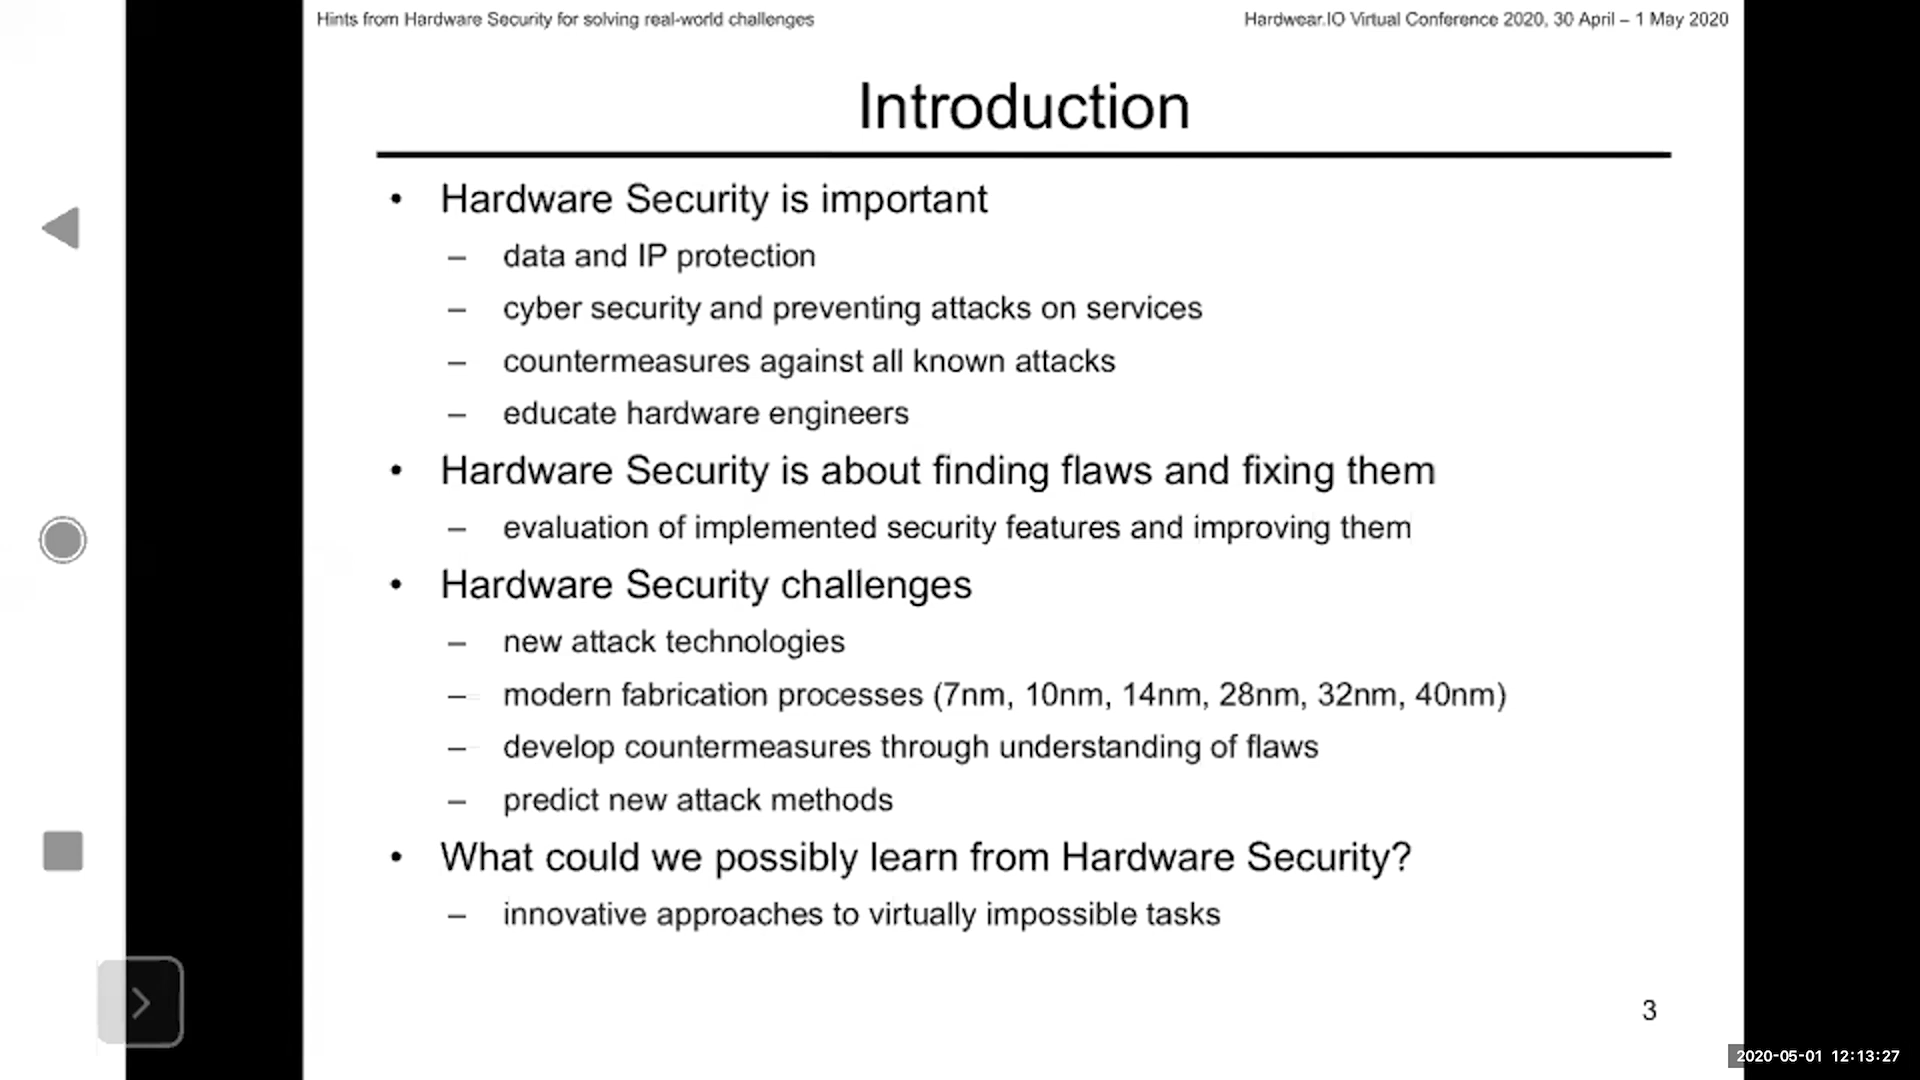 Hints from Hardware Security for solving real-world challenges
Hardwear.IO Virtual Conference 2020, 30 April – 1 May 2020
Introduction
• Hardware Security is important
– data and IP protection
– cyber security and preventing attacks on services
– countermeasures against all known attacks
– educate hardware engineers
• Hardware Security is about finding flaws and fixing them
– evaluation of implemented security features and improving them
• Hardware Security challenges
– new attack technologies
– modern fabrication processes (7nm, 10nm, 14nm, 28nm, 32nm, 40nm)
– develop countermeasures through understanding of flaws
– predict new attack methods
• What could we possibly learn from Hardware Security?
– innovative approaches to virtually impossible tasks
3
2020-05-01 12:13:27